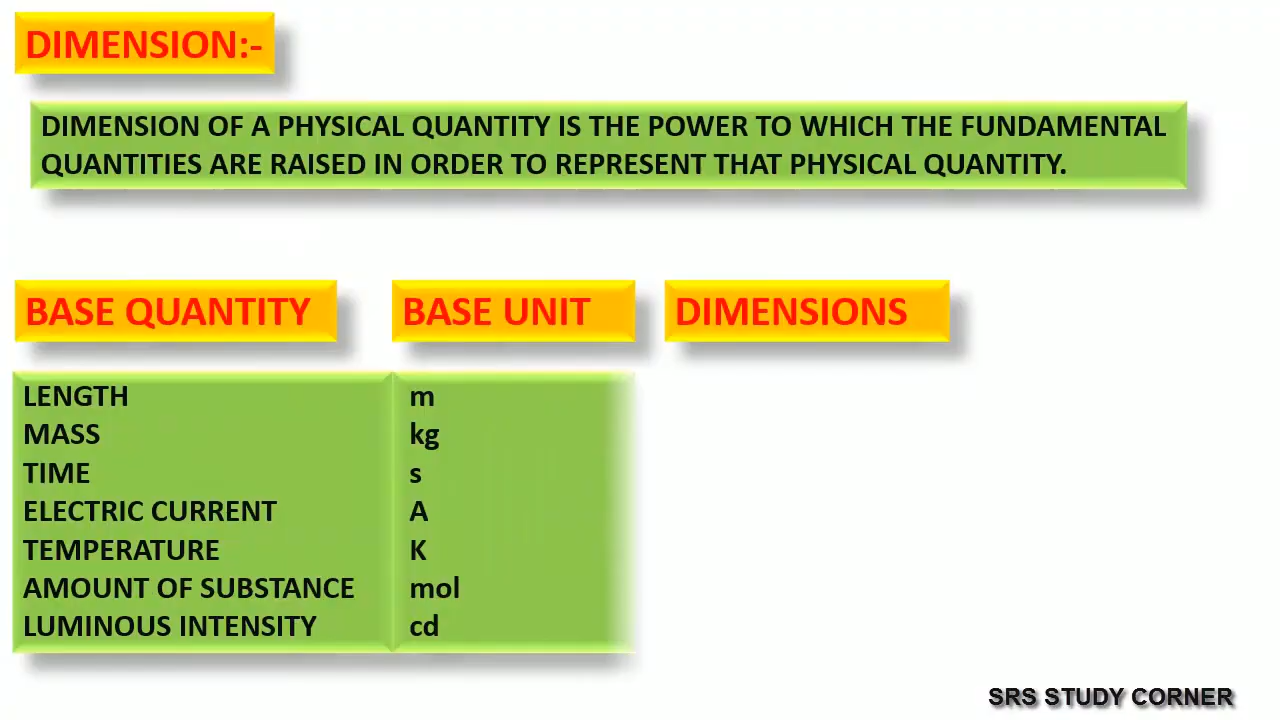 DIMENSION:-
DIMENSION OF A PHYSICAL QUANTITY IS THE POWER TO WHICH THE FUNDAMENTAL
QUANTITIES ARE RAISED IN ORDER TO REPRESENT THAT PHYSICAL QUANTITY.
BASE QUANTITY BASE UNIT DIMENSIONS
LENGTH m
MASS kg
TIME s
ELECTRIC CURRENT A
TEMPERATURE K
AMOUNT OF SUBSTANCE mol
LUMINOUS INTENSITY cd
SRS STUDY CORNER